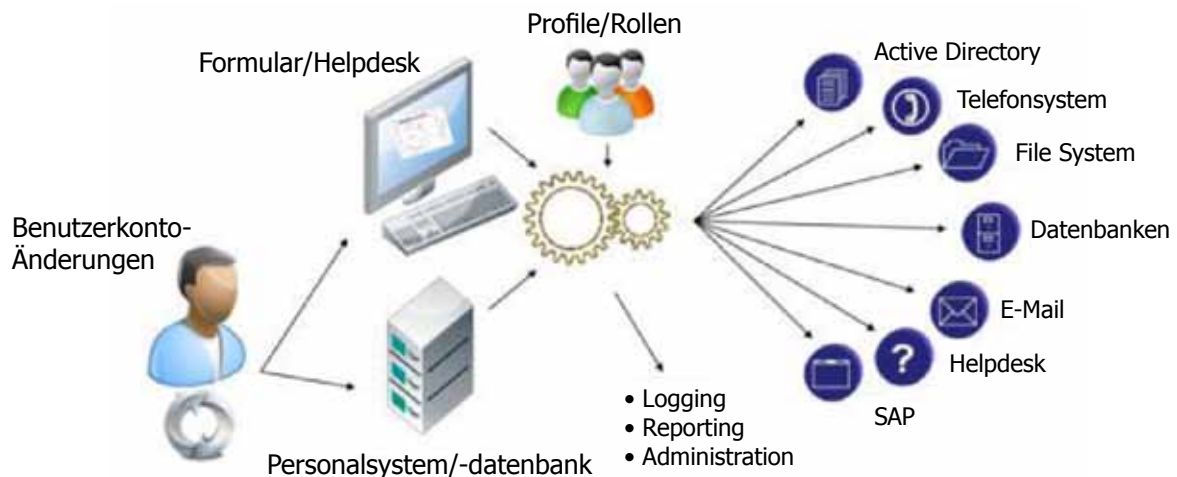 Profile/Rollen
Formular/Helpdesk
Active Directory
Telefonsystem
File System
Benutzerkonto-
Änderungen
Datenbanken
E-Mail
Helpdesk
SAP
• Logging
• Reporting
• Administration
Personalsystem/-datenbank